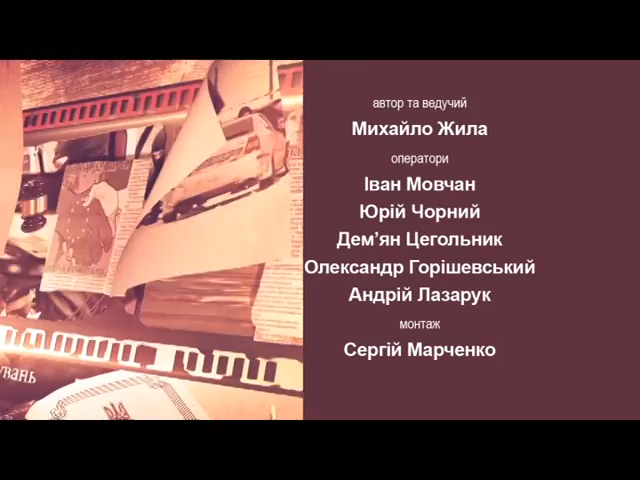 автор та ведучий
Михайло Жила
оператори
Іван Мовчан
Юрій Чорний
Дем’ян Цегольник
Олександр Горішевський
Андрій Лазарук
монтаж
Сергій Марченко
увань